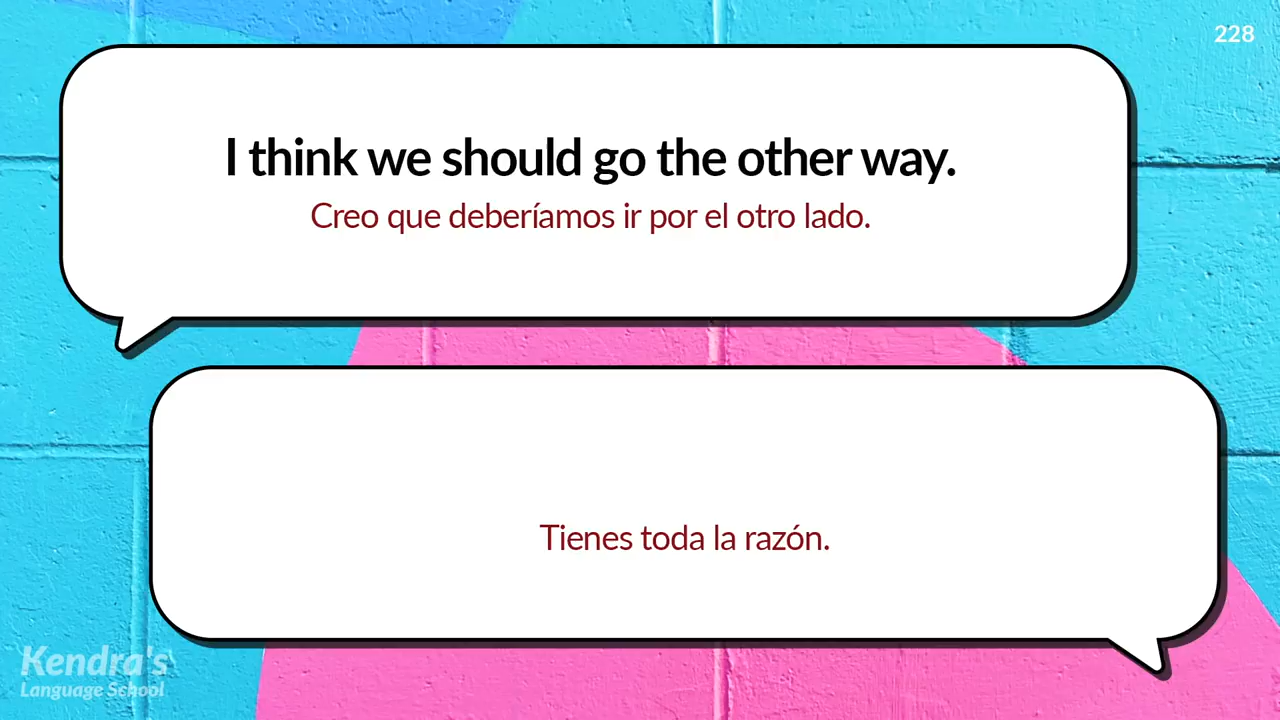 228
I think we should go the other way.
Creo que deberíamos ir por el otro lado.
Tienes toda la razón.
Kendra's
Language School